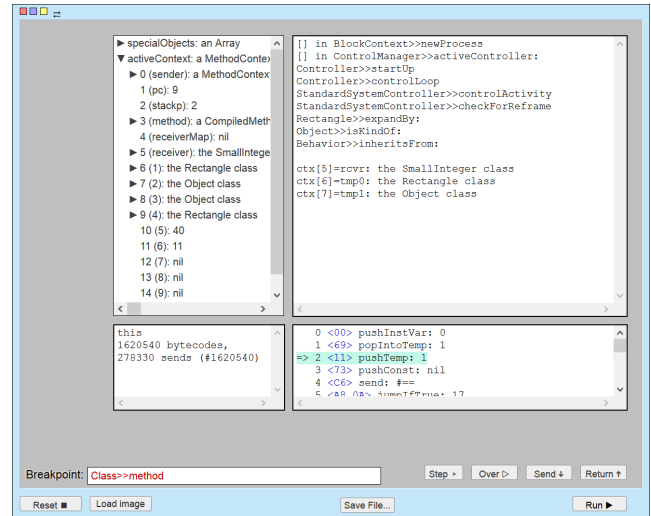 ▶ specialObjects: an Array
▼ activeContext: a MethodContex
▶ 0 (sender): a MethodContex
1 (pc): 9
2 (stackp): 2
▶ 3 (method): a CompiledMeth
4 (receiverMap): nil
▶ 5 (receiver): the SmallIntege
▶ 6 (1): the Rectangle class
▶ 7 (2): the Object class
▶ 8 (3): the Object class
▶ 9 (4): the Rectangle class
10 (5): 40
11 (6): 11
12 (7): nil
13 (8): nil
14 (9): nil
[] in BlockContext>>newProcess
[] in ControlManager>>activeController:
Controller>>startUp
Controller>>controlLoop
StandardSystemController>>controlActivity
StandardSystemController>>checkForReframe
Rectangle>>expandBy:
Object>>isKindOf:
Behavior>>inheritsFrom:
ctx[5]=rcvr: the SmallInteger class
ctx[6]=tmp0: the Rectangle class
ctx[7]=tmp1: the Object class
this
1620540 bytecodes,
278330 sends (#1620540)
0 <00> pushInstVar: 0
1 <69> popIntoTemp: 1
=> 2 <11> pushTemp: 1
3 <73> pushConst: nil
4 <C6> send: #==
5 <A8 0A> jumpIfTrue: 17
Breakpoint: Class>>method
Step Over ▷ Send ↓ Return ↑
Reset ■ Load image Save File... Run ▶